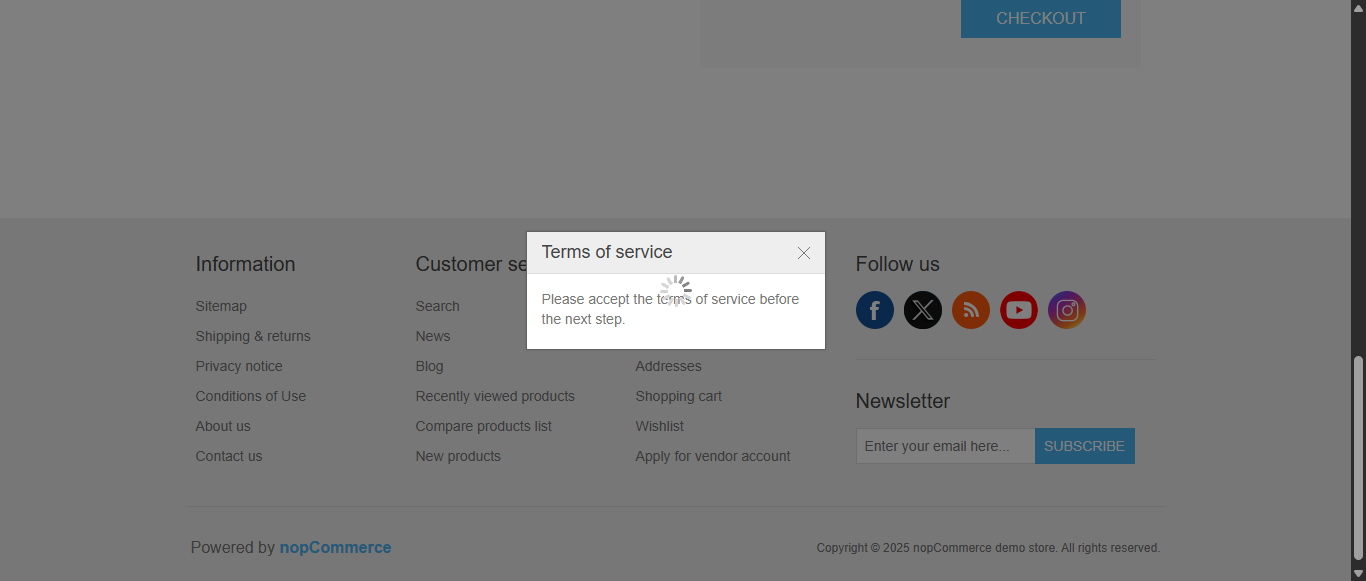 CHECKOUT
Terms of service
Please accept the terms of service before
the next step.
Information
Sitemap
Shipping & returns
Privacy notice
Conditions of Use
About us
Contact us
Customer se
Search
News
Blog
Recently viewed products
Compare products list
New products
Addresses
Shopping cart
Wishlist
Apply for vendor account
Follow us
Newsletter
Enter your email here...
SUBSCRIBE
Powered by nopCommerce
Copyright © 2025 nopCommerce demo store. All rights reserved.